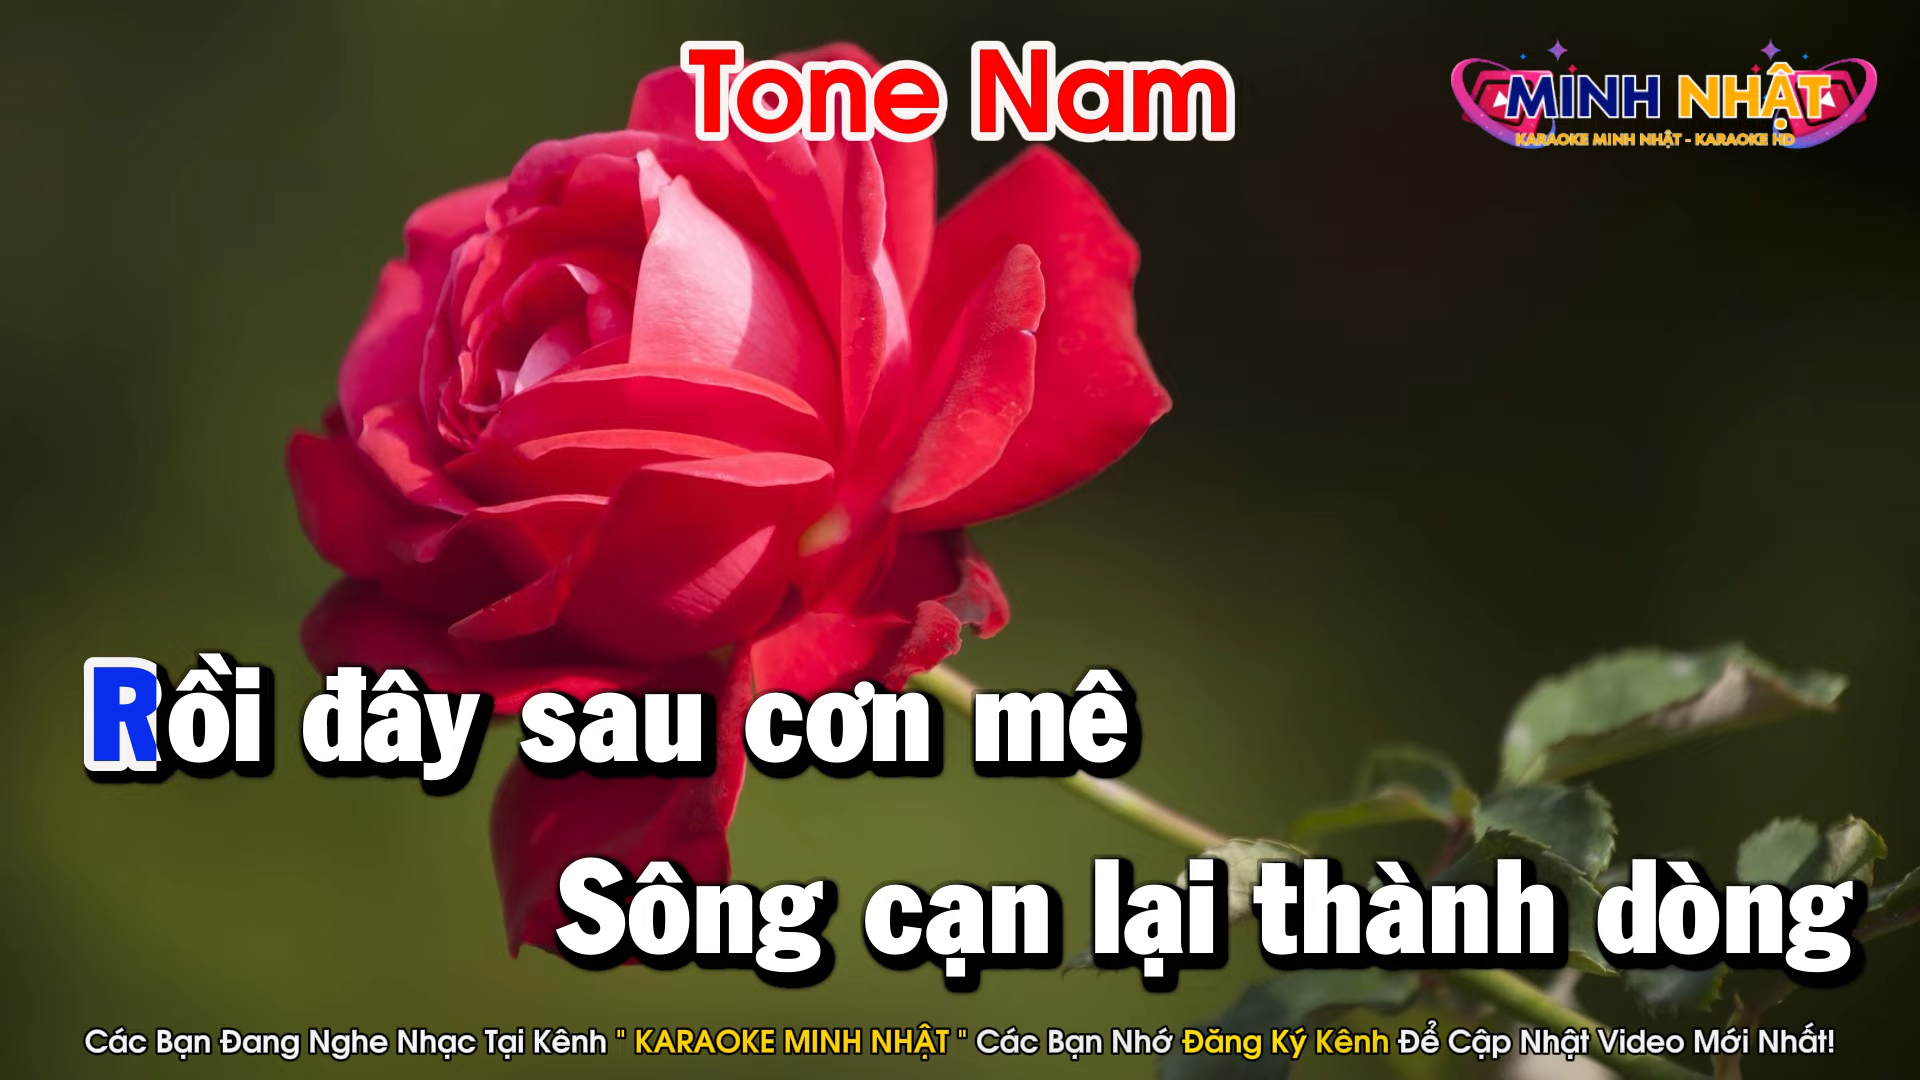 Tone Nam
MINH NHẬT
KARAOKE MINH NHẬT - KARAOKE HD
Rồi đây sau cơn mê
Sông cạn lại thành dòng
Các Bạn Đang Nghe Nhạc Tại Kênh " KARAOKE MINH NHẬT " Các Bạn Nhớ Đăng Ký Kênh Để Cập Nhật Video Mới Nhất!